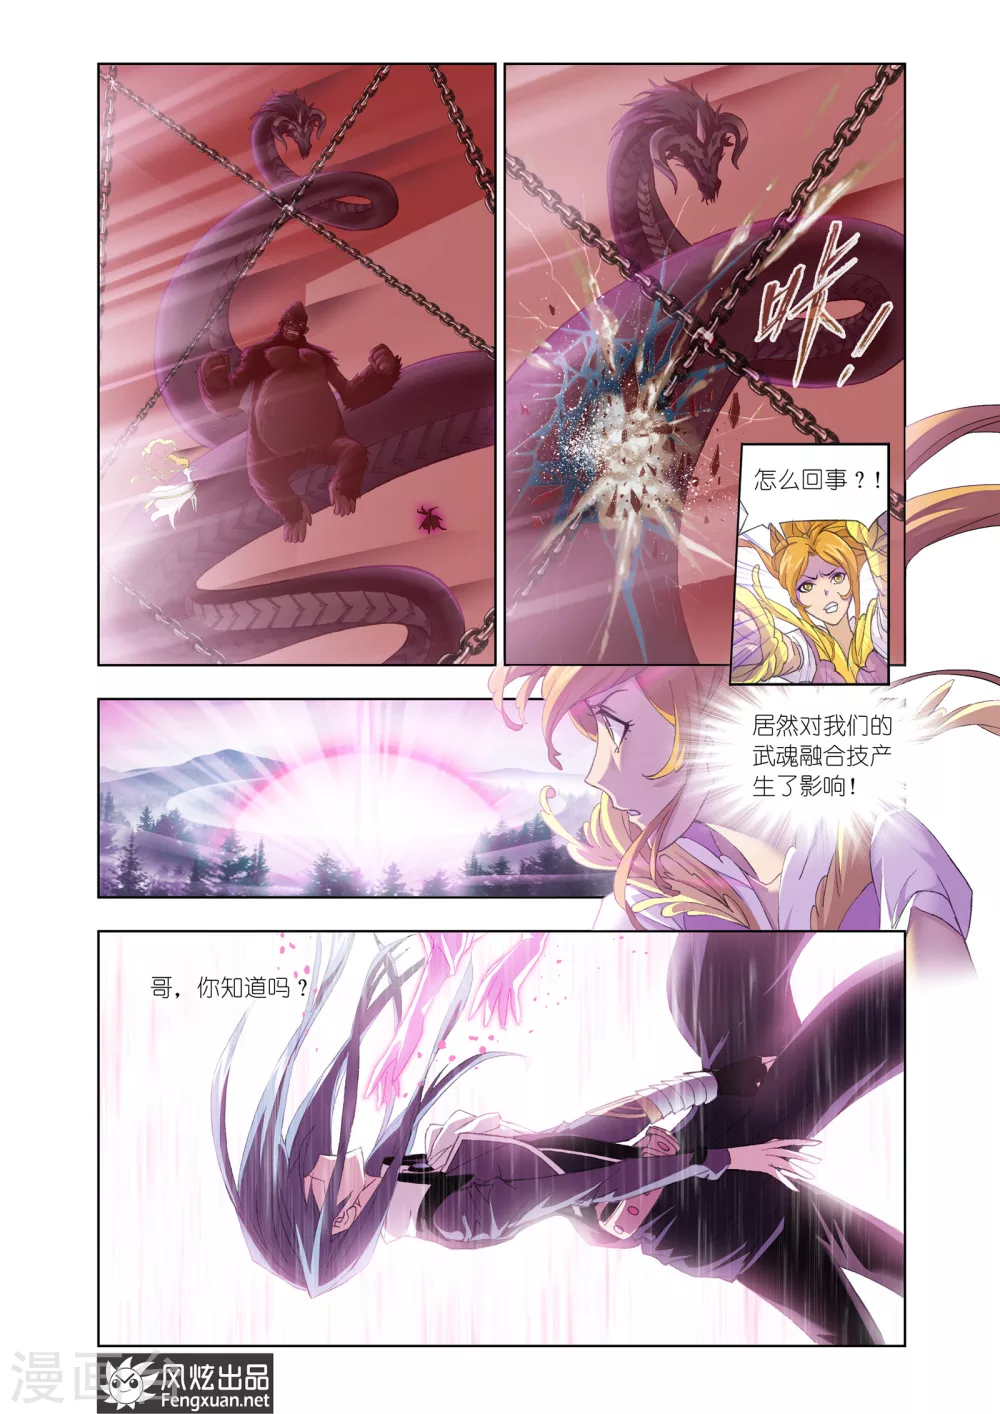 咔！
怎么回事？！
居然对我们的
武魂融合技产
生了影响！
哥，你知道吗？
漫画台
风炫出品
Fengxuan.net